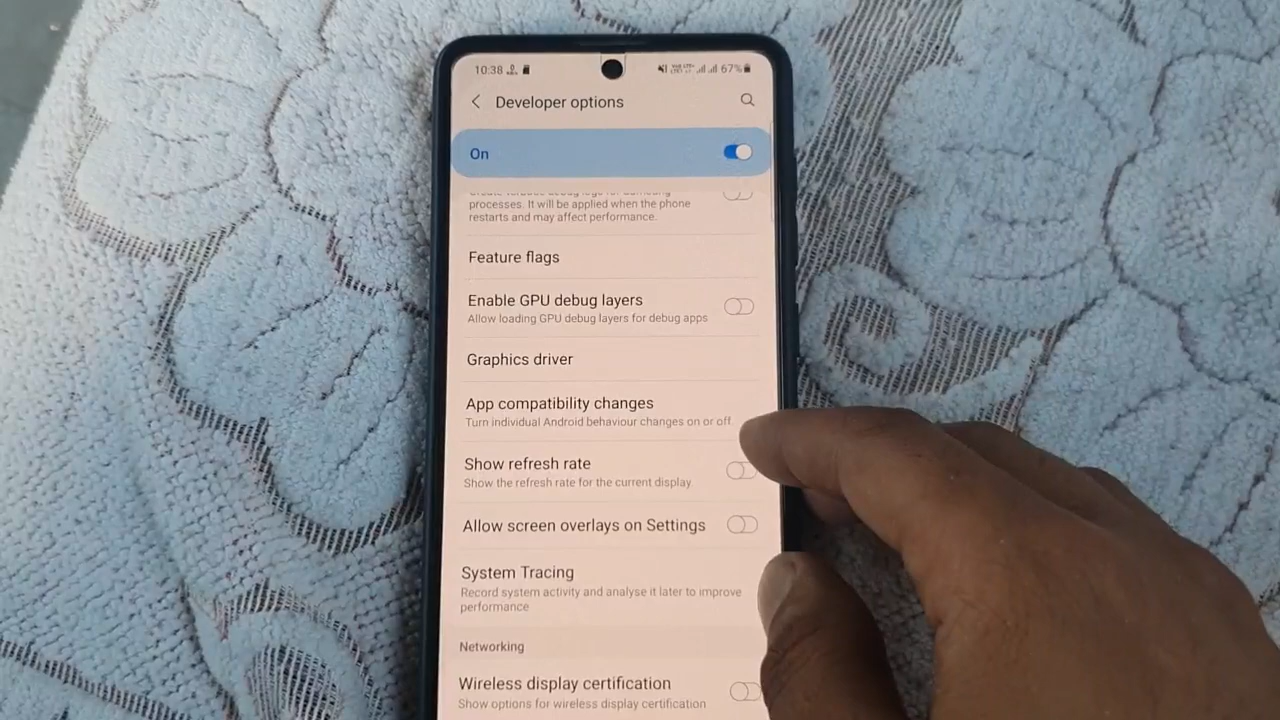 10:38
67%
Developer options
On
processes. It will be applied when the phone
restarts and may affect performance.
Feature flags
Enable GPU debug layers
Allow loading GPU debug layers for debug apps
Graphics driver
App compatibility changes
Turn individual Android behaviour changes on or off
Show refresh rate
Show the refresh rate for the current display
Allow screen overlays on Settings
System Tracing
Record system activity and analyse it later to improve
performance
Networking
Wireless display certification
Show options for wireless display certification